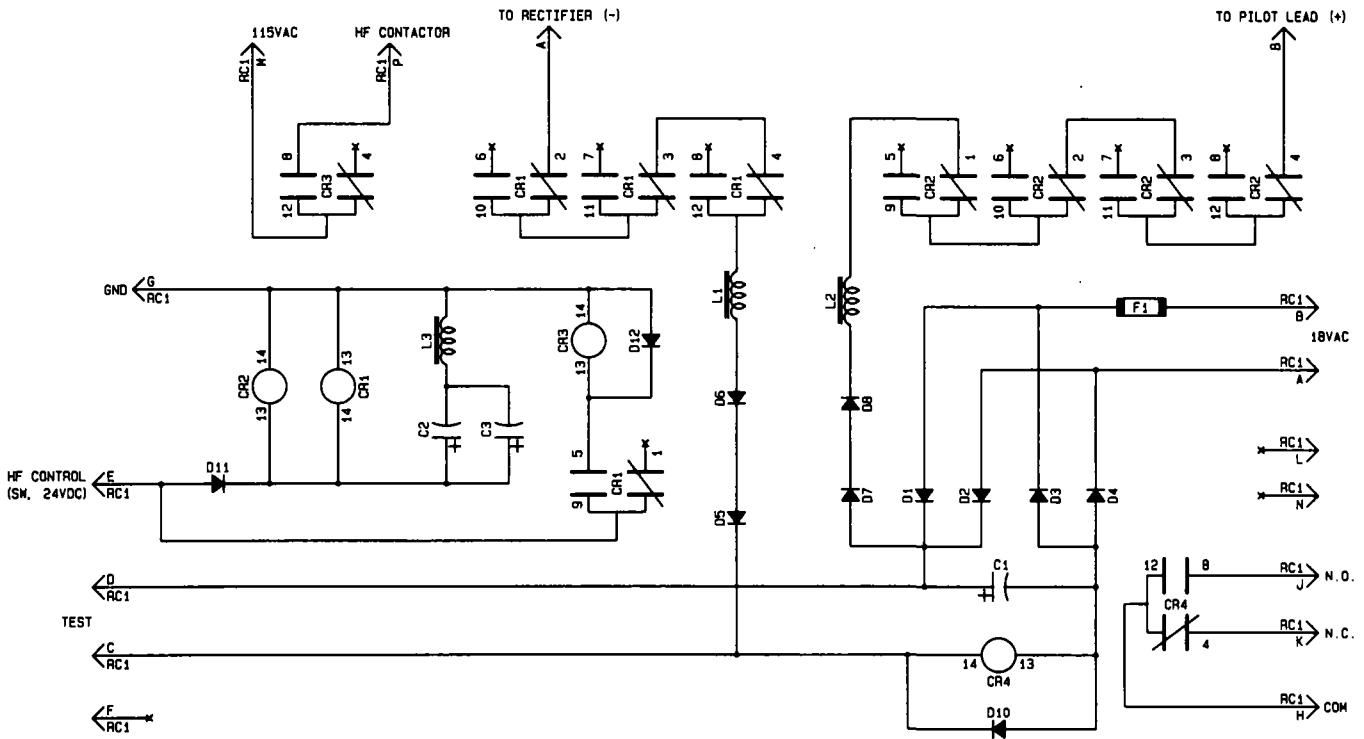 TO RECTIFIER (-)
TO PILOT LEAD (+)
115VAC
HF CONTACTOR
RC1
M
RC1
P
A
B
8
4
CR3
12
6
2
CR1
10
7
3
CR1
11
8
4
CR1
12
5
1
CR2
9
6
2
CR2
10
7
3
CR2
11
8
4
CR2
12
GND
G
RC1
14
CR2
13
13
CR1
14
L3
C2
C3
14
CR3
13
D12
L1
L2
F1
RC1
B
18VAC
RC1
A
D6
D8
HF CONTROL
(SW. 24VDC)
E
RC1
D11
5
1
CR1
9
D5
D7
D1
D2
D3
D4
RC1
L
RC1
N
D
RC1
C1
TEST
C
RC1
14
13
CR4
D10
F
RC1
12
8
CR4
4
RC1
J
N.O.
RC1
K
N.C.
RC1
H
COM